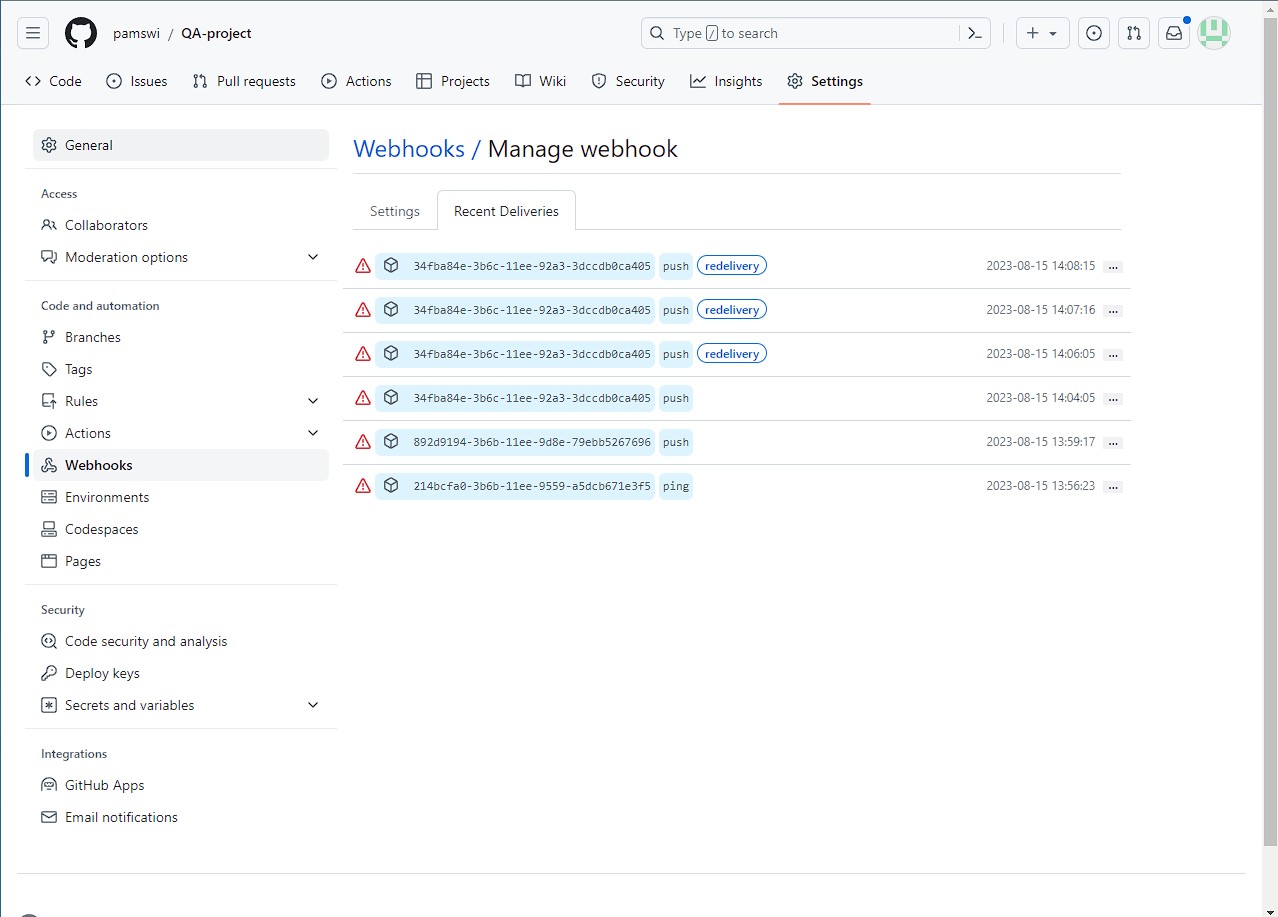 pamswi / QA-project
Type / to search
Code
Issues
Pull requests
Actions
Projects
Wiki
Security
Insights
Settings
General
Access
Collaborators
Moderation options
Code and automation
Branches
Tags
Rules
Actions
Webhooks
Environments
Codespaces
Pages
Security
Code security and analysis
Deploy keys
Secrets and variables
Integrations
GitHub Apps
Email notifications
Webhooks / Manage webhook
Settings
Recent Deliveries
34fba84e-3b6c-11ee-92a3-3dccdb0ca405 push redelivery 2023-08-15 14:08:15 ...
34fba84e-3b6c-11ee-92a3-3dccdb0ca405 push redelivery 2023-08-15 14:07:16 ...
34fba84e-3b6c-11ee-92a3-3dccdb0ca405 push redelivery 2023-08-15 14:06:05 ...
34fba84e-3b6c-11ee-92a3-3dccdb0ca405 push 2023-08-15 14:04:05 ...
892d9194-3b6b-11ee-9d8e-79ebb5267696 push 2023-08-15 13:59:17 ...
214bcfa0-3b6b-11ee-9559-a5dcb671e3f5 ping 2023-08-15 13:56:23 ...